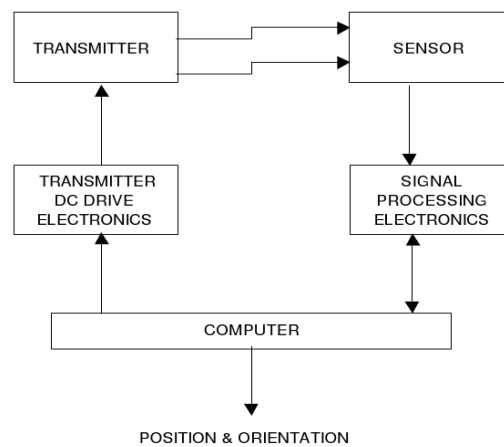 TRANSMITTER
SENSOR
TRANSMITTER
DC DRIVE
ELECTRONICS
SIGNAL
PROCESSING
ELECTRONICS
COMPUTER
POSITION & ORIENTATION